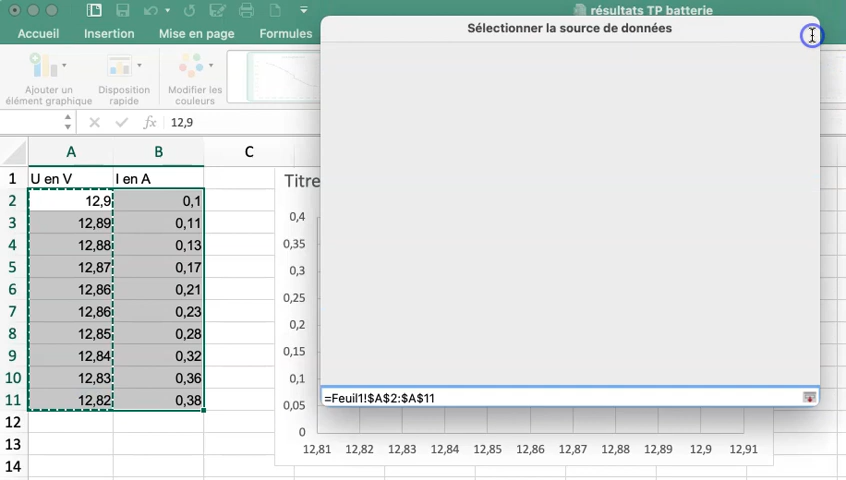 résultats TP batterie
Accueil Insertion Mise en page Formules
Sélectionner la source de données
Ajouter un
élément graphique
Disposition
rapide
Modifier les
couleurs
fx 12,9
A B C
1 U en V I en A
2 12,9 0,1
3 12,89 0,11
4 12,88 0,13
5 12,87 0,17
6 12,86 0,21
7 12,86 0,23
8 12,85 0,28
9 12,84 0,32
10 12,83 0,36
11 12,82 0,38
12
13
14
Titre
0,4
0,35
0,3
0,25
0,2
0,15
0,1
0,05
0
=Feuil1!$A$2:$A$11
12,81 12,82 12,83 12,84 12,85 12,86 12,87 12,88 12,89 12,9 12,91